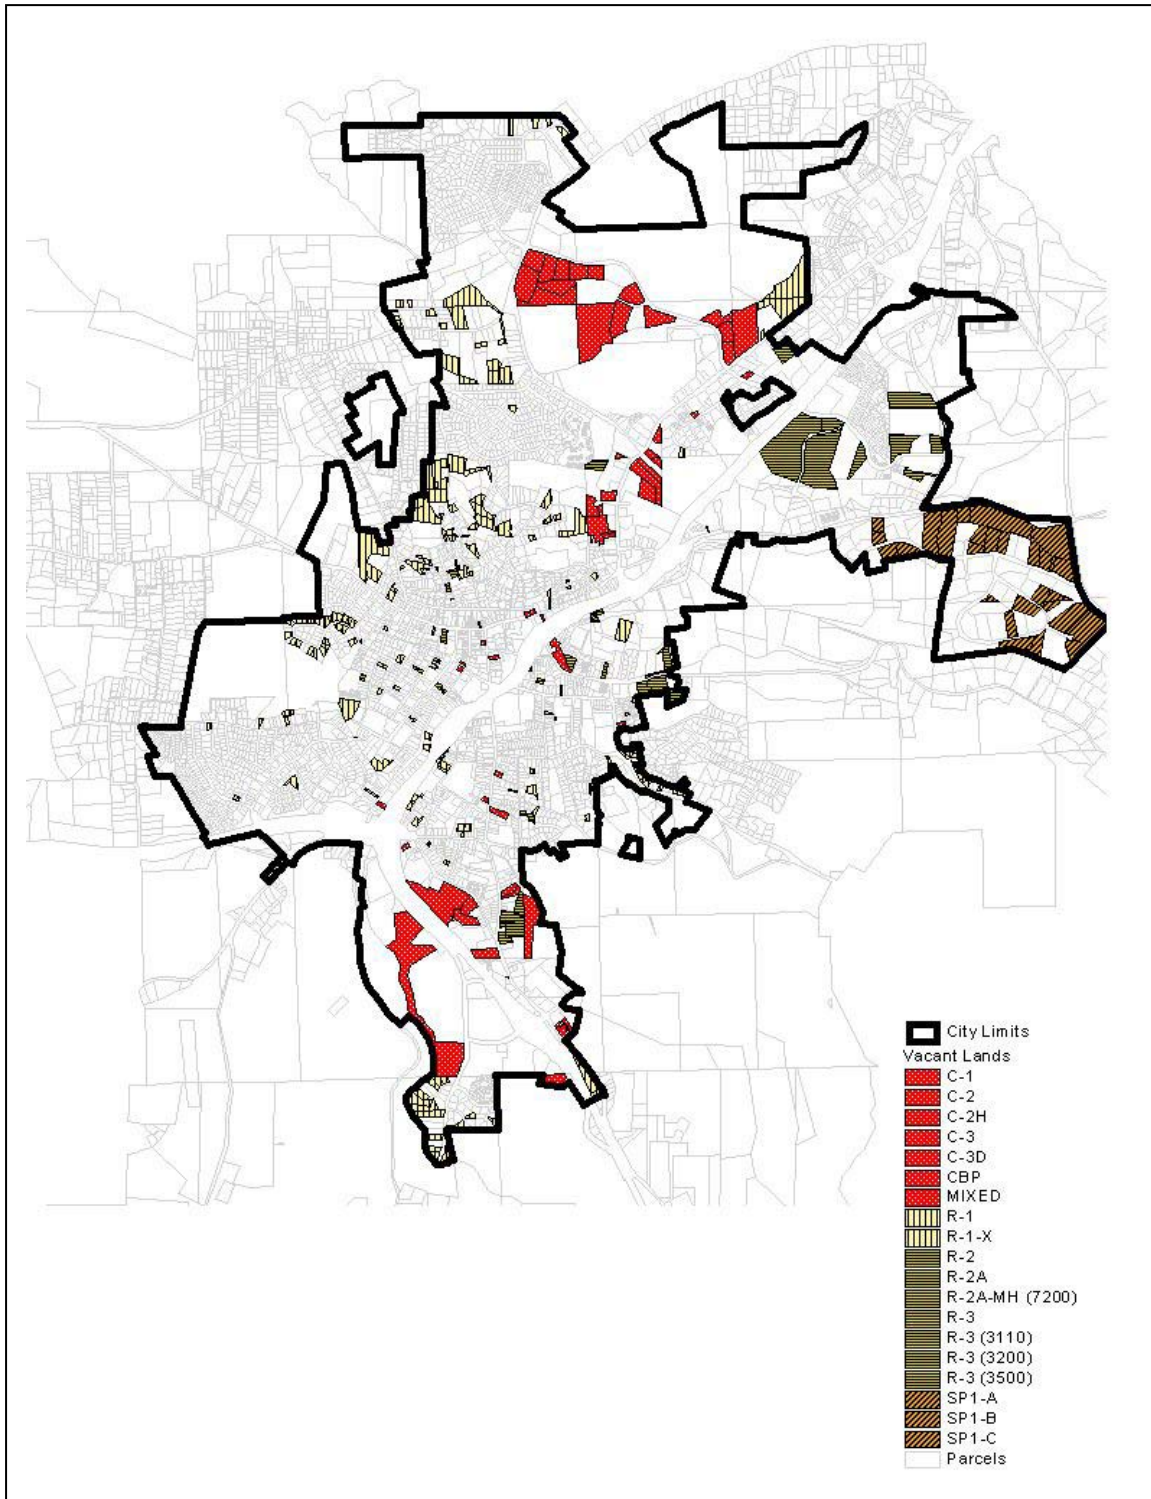 City Limits
Vacant Lands
C-1
C-2
C-2H
C-3
C-3D
CBP
MIXED
R-1
R-1-X
R-2
R-2A
R-2A-MH (7200)
R-3
R-3 (3110)
R-3 (3200)
R-3 (3500)
SP1-A
SP1-B
SP1-C
Parcels